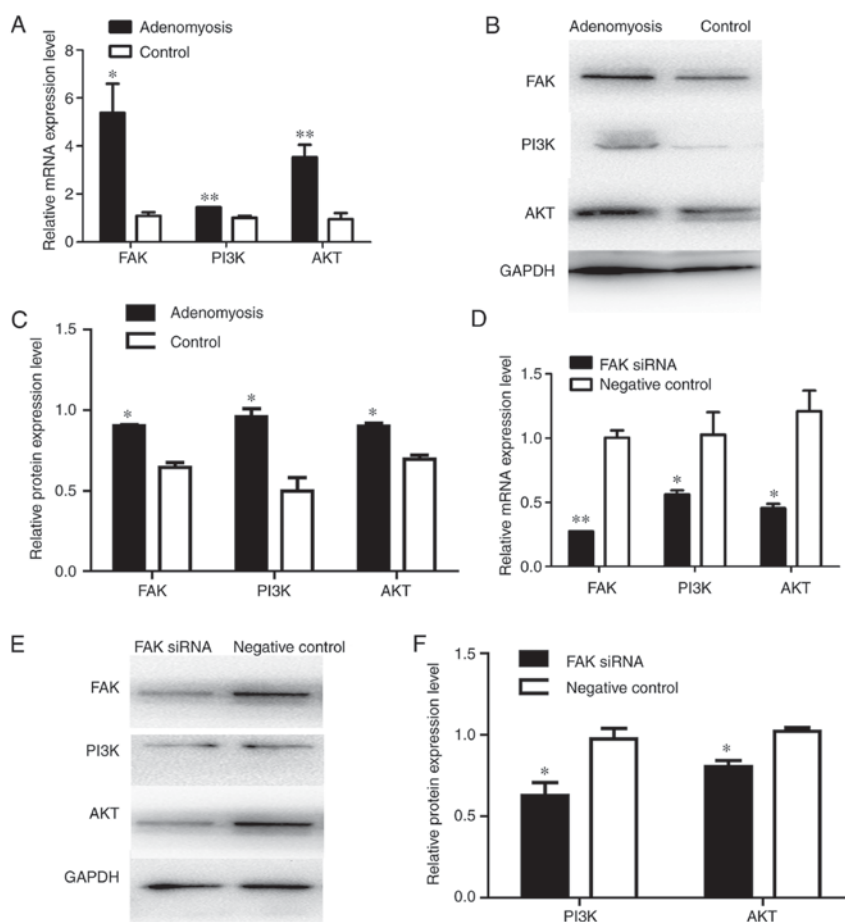 A
Adenomyosis
Control
Relative mRNA expression level
8
6
4
2
0
*
**
**
FAK
PI3K
AKT
B
Adenomyosis Control
FAK
PI3K
AKT
GAPDH
C
Adenomyosis
Control
Relative protein expression level
1.5
1.0
0.5
0.0
*
*
*
FAK
PI3K
AKT
D
FAK siRNA
Negative control
Relative mRNA expression level
1.5
1.0
0.5
0.0
**
*
*
FAK
PI3K
AKT
E
FAK siRNA Negative control
FAK
PI3K
AKT
GAPDH
F
FAK siRNA
Negative control
Relative protein expression level
1.5
1.0
0.5
0.0
*
*
PI3K
AKT